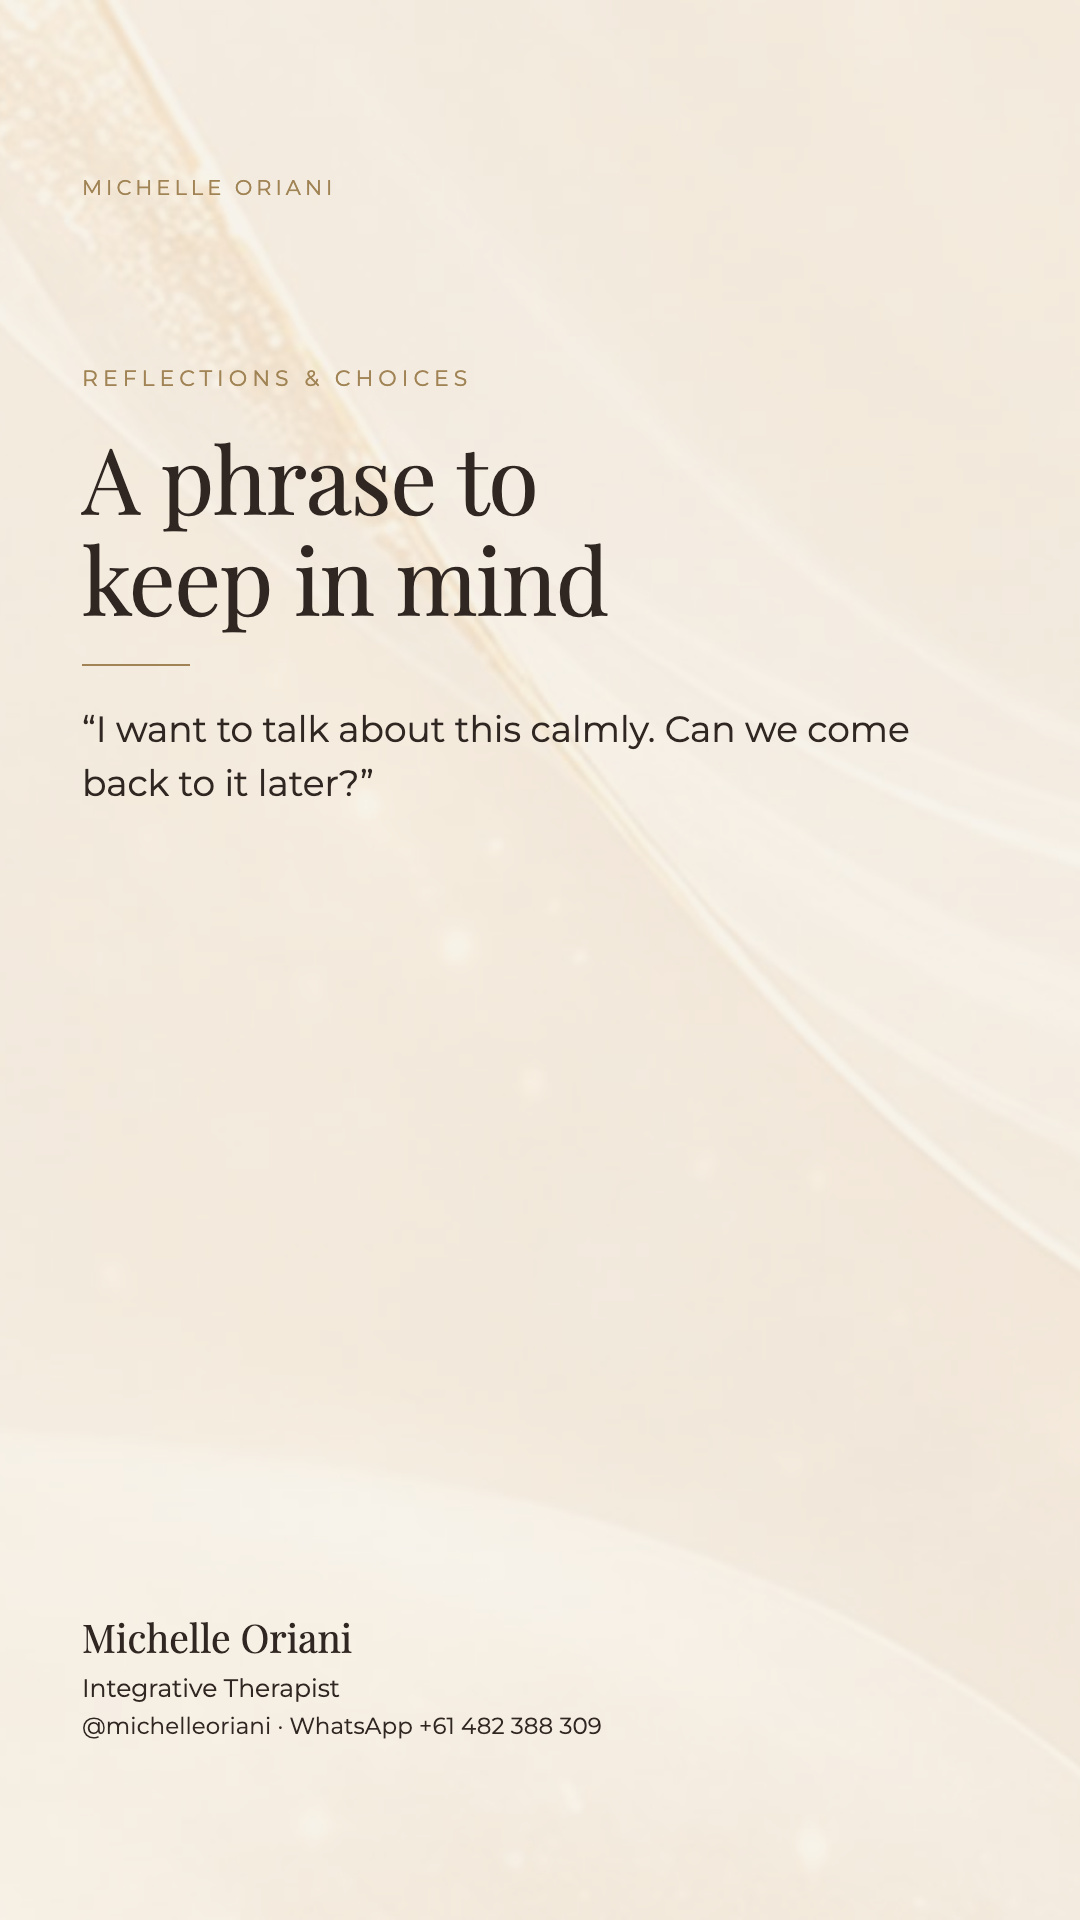 MICHELLE ORIANI
REFLECTIONS & CHOICES
A phrase to
keep in mind
“I want to talk about this calmly. Can we come
back to it later?”
Michelle Oriani
Integrative Therapist
@michelleoriani · WhatsApp +61 482 388 309